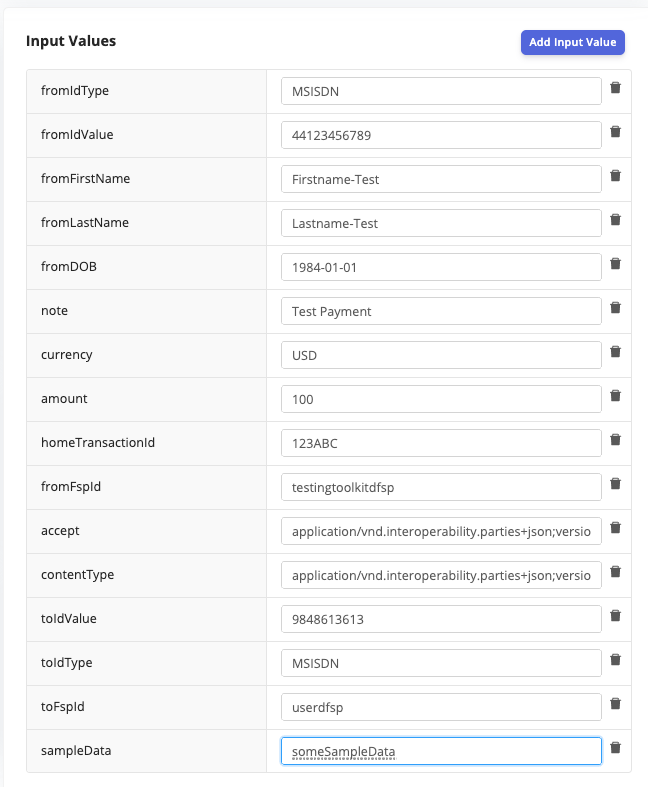 Input Values
Add Input Value
fromIdType MSISDN
fromIdValue 44123456789
fromFirstName Firstname-Test
fromLastName Lastname-Test
fromDOB 1984-01-01
note Test Payment
currency USD
amount 100
homeTransactionId 123ABC
fromFspId testingtoolkitdfsp
accept application/vnd.interoperability.parties+json;versio
contentType application/vnd.interoperability.parties+json;versio
toIdValue 9848613613
toIdType MSISDN
toFspId userdfsp
sampleData someSampleData